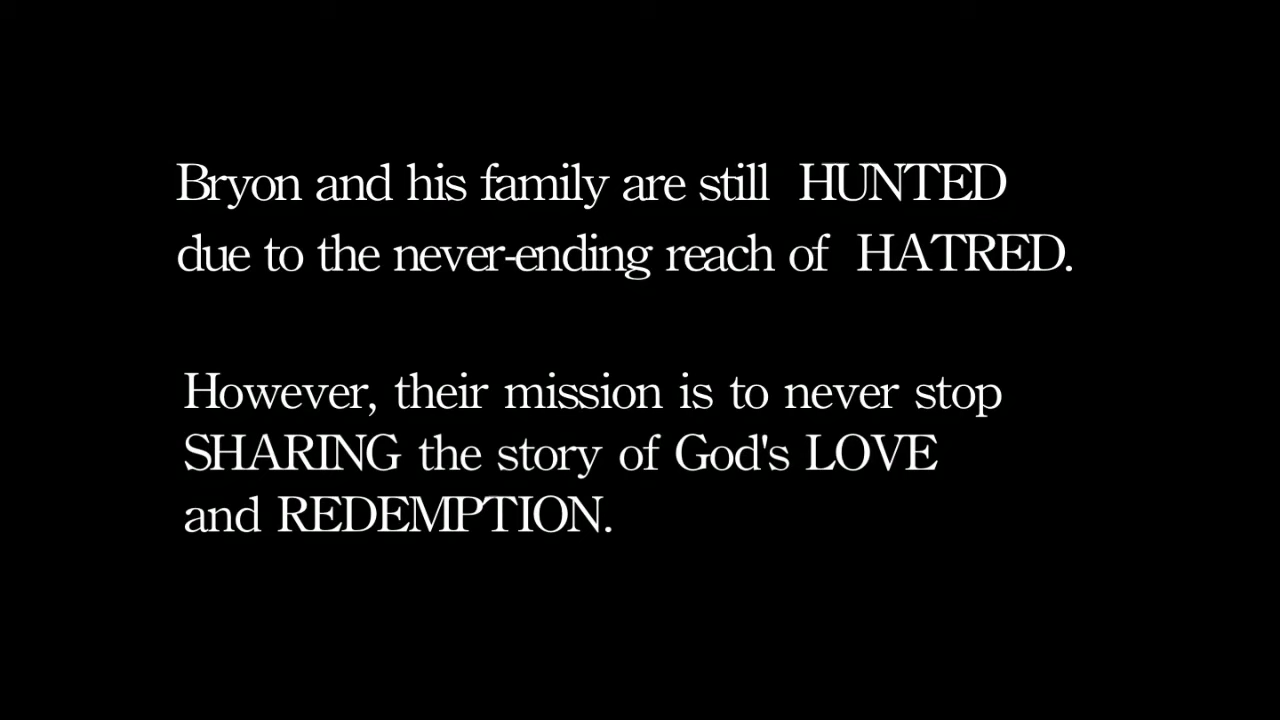 Bryon and his family are still HUNTED
due to the never-ending reach of HATRED.
However, their mission is to never stop
SHARING the story of God's LOVE
and REDEMPTION.